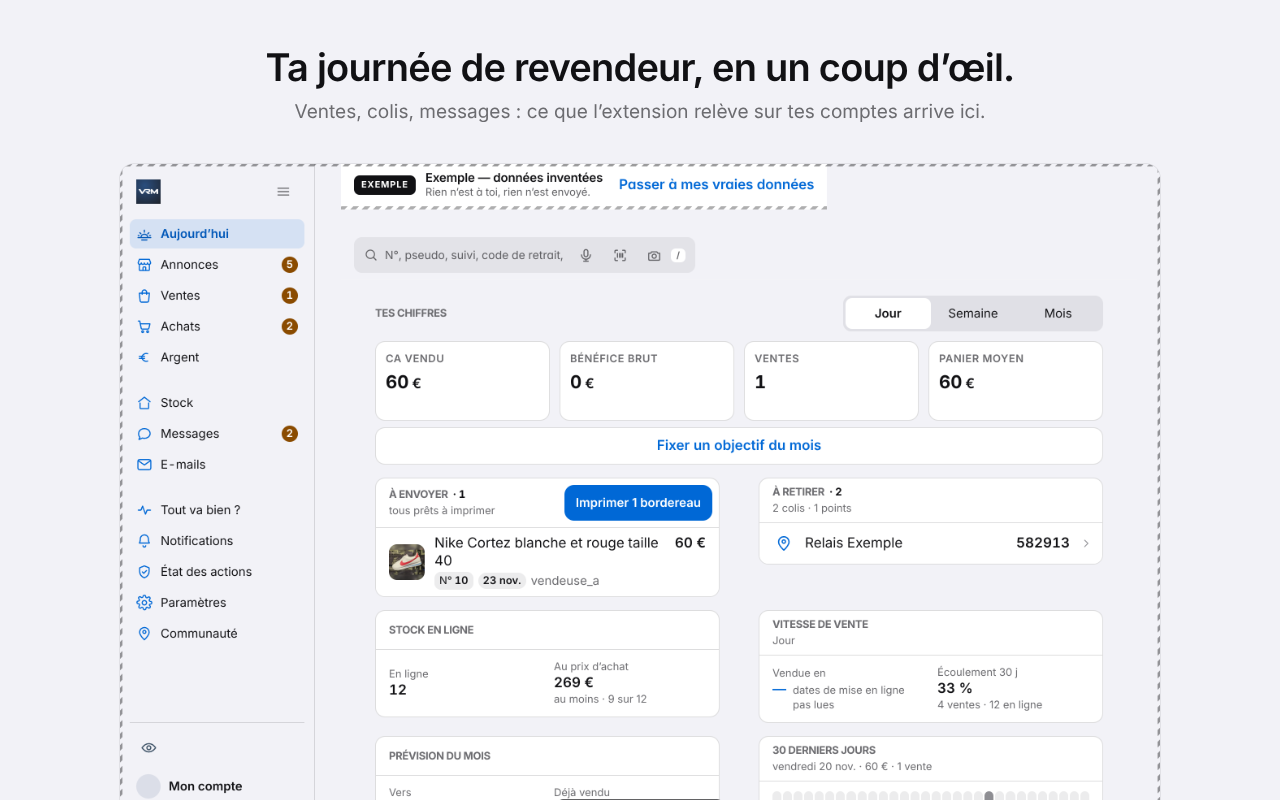 Ta journée de revendeur, en un coup d’œil.
Ventes, colis, messages : ce que l’extension relève sur tes comptes arrive ici.
VRM
EXEMPLE
Exemple — données inventées
Rien n’est à toi, rien n’est envoyé.
Passer à mes vraies données
Aujourd’hui
Annonces 5
Ventes 1
Achats 2
Argent
Stock
Messages 2
E-mails
Tout va bien ?
Notifications
État des actions
Paramètres
Communauté
Mon compte
N°, pseudo, suivi, code de retrait, /
TES CHIFFRES
Jour Semaine Mois
CA VENDU
60 €
BÉNÉFICE BRUT
0 €
VENTES
1
PANIER MOYEN
60 €
Fixer un objectif du mois
À ENVOYER · 1
tous prêts à imprimer
Imprimer 1 bordereau
Nike Cortez blanche et rouge taille 60 €
40
N° 10 23 nov. vendeuse_a
À RETIRER · 2
2 colis · 1 points
Relais Exemple 582913
STOCK EN LIGNE
En ligne
12
Au prix d’achat
269 €
au moins · 9 sur 12
VITESSE DE VENTE
Jour
Vendue en
— dates de mise en ligne
pas lues
Écoulement 30 j
33 %
4 ventes · 12 en ligne
PRÉVISION DU MOIS
Vers
Déjà vendu
30 DERNIERS JOURS
vendredi 20 nov. · 60 € · 1 vente